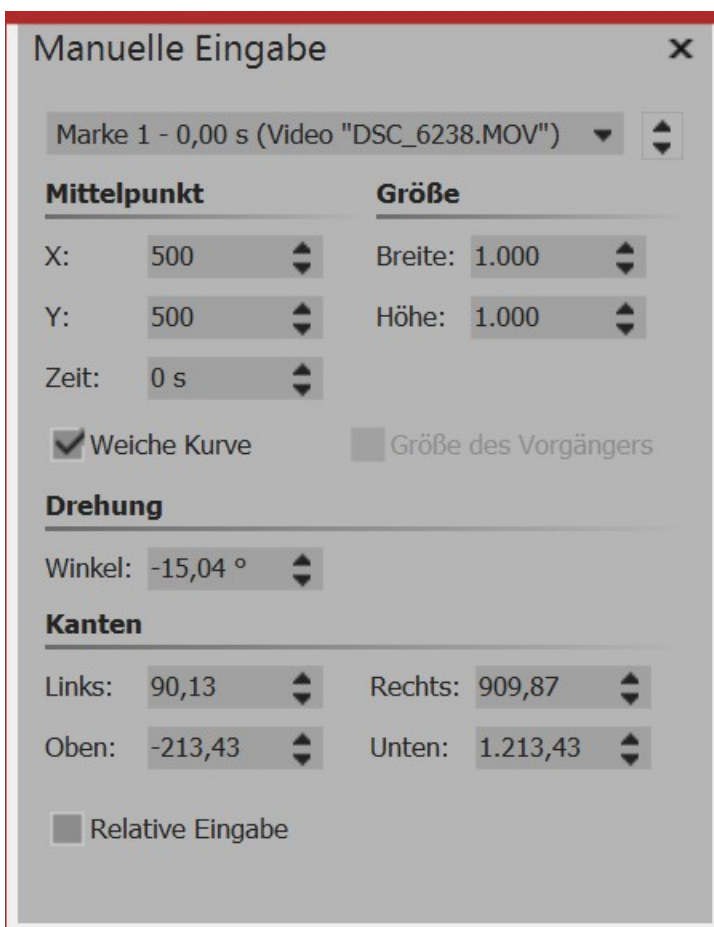 Manuelle Eingabe
Marke 1 - 0,00 s (Video "DSC_6238.MOV")
Mittelpunkt Größe
X: 500 Breite: 1.000
Y: 500 Höhe: 1.000
Zeit: 0 s
Weiche Kurve Größe des Vorgängers
Drehung
Winkel: -15,04 °
Kanten
Links: 90,13 Rechts: 909,87
Oben: -213,43 Unten: 1.213,43
Relative Eingabe